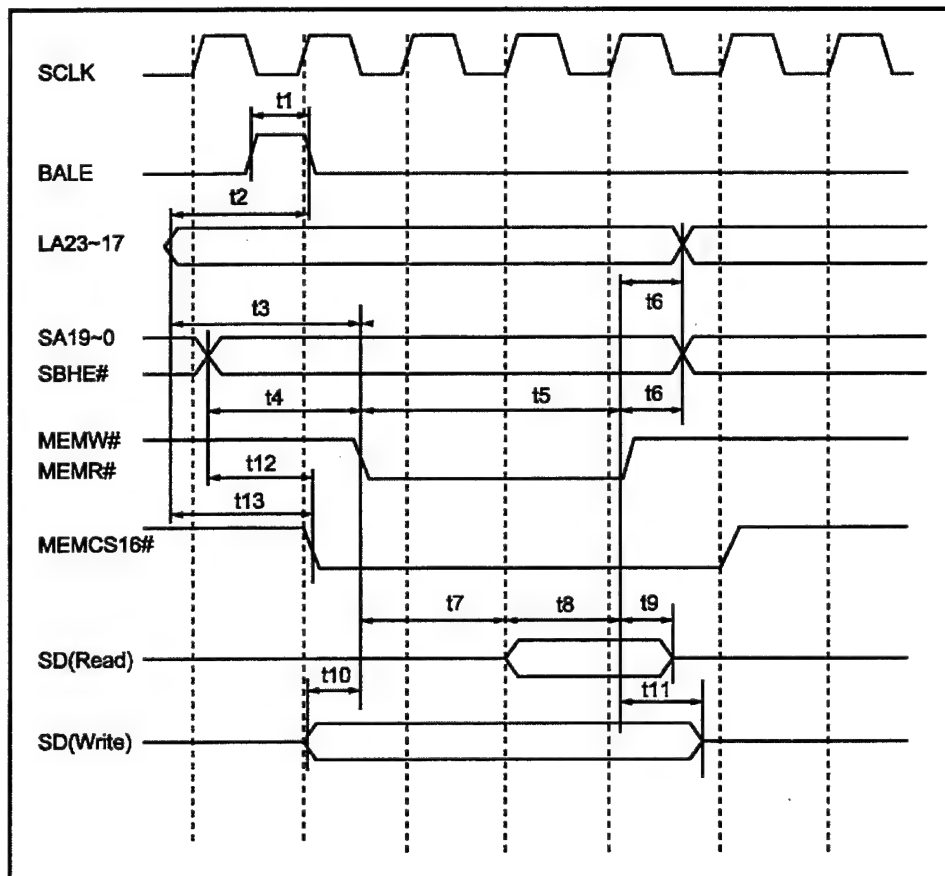 SCLK
t1
BALE
t2
LA23~17
t6
t3
SA19~0
SBHE#
t4 t5 t6
MEMW#
MEMR#
t12
t13
MEMCS16#
t7 t8 t9
SD(Read)
t10 t11
SD(Write)